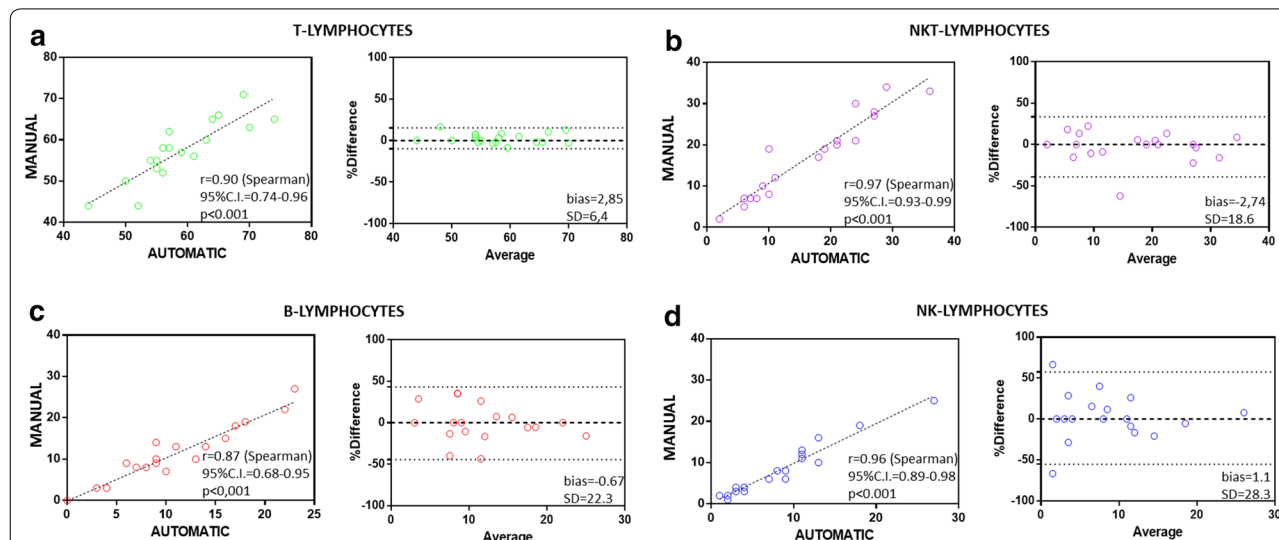 a
T-LYMPHOCYTES
MANUAL
80
70
60
50
40
40
50
60
70
80
AUTOMATIC
r=0.90 (Spearman)
95%C.I.=0.74-0.96
p<0.001
%Difference
100
50
0
-50
-100
40
50
60
70
80
Average
bias=2,85
SD=6,4
b
NKT-LYMPHOCYTES
MANUAL
40
30
20
10
0
0
10
20
30
40
AUTOMATIC
r=0.97 (Spearman)
95%C.I.=0.93-0.99
p<0.001
%Difference
100
50
0
-50
-100
0
10
20
30
40
Average
bias=-2,74
SD=18.6
c
B-LYMPHOCYTES
MANUAL
40
30
20
10
0
0
5
10
15
20
25
AUTOMATIC
r=0.87 (Spearman)
95%C.I.=0.68-0.95
p<0,001
%Difference
100
50
0
-50
-100
0
10
20
30
Average
bias=-0.67
SD=22.3
d
NK-LYMPHOCYTES
MANUAL
40
30
20
10
0
0
10
20
30
AUTOMATIC
r=0.96 (Spearman)
95%C.I.=0.89-0.98
p<0.001
%Difference
100
50
0
-50
-100
0
10
20
30
Average
bias=1.1
SD=28.3